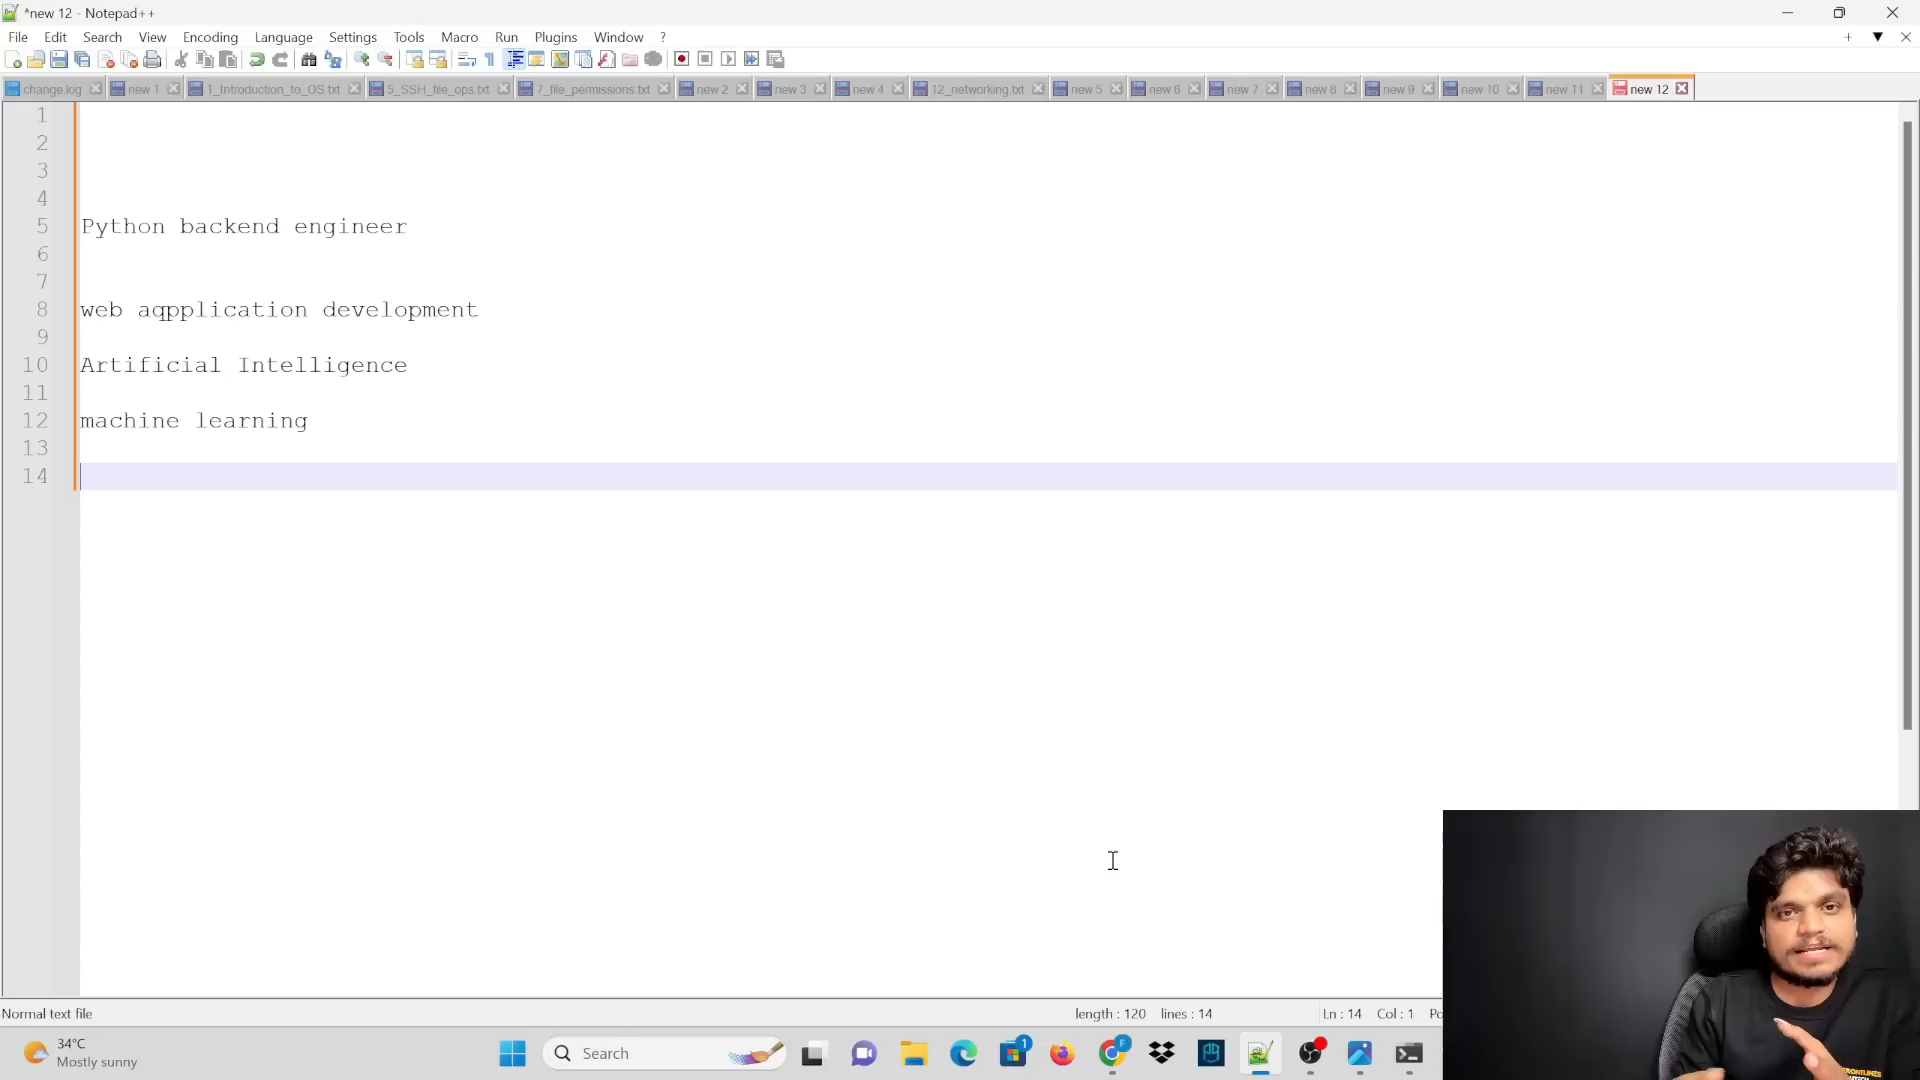 *new 12 - Notepad++
File Edit Search View Encoding Language Settings Tools Macro Run Plugins Window ?
change.log new 1 1_Introduction_to_OS.txt 5_SSH_file_ops.txt 7_file_permissions.txt new 2 new 3 new 4 12_networking.txt new 5 new 6 new 7 new 8 new 9 new 10 new 11 new 12
1
2
3
4
5 Python backend engineer
6
7
8 web aqpplication development
9
10 Artificial Intelligence
11
12 machine learning
13
14
Normal text file length : 120 lines : 14 Ln : 14 Col : 1 Po
34°C
Mostly sunny
Search
1
F
FRONTLINES